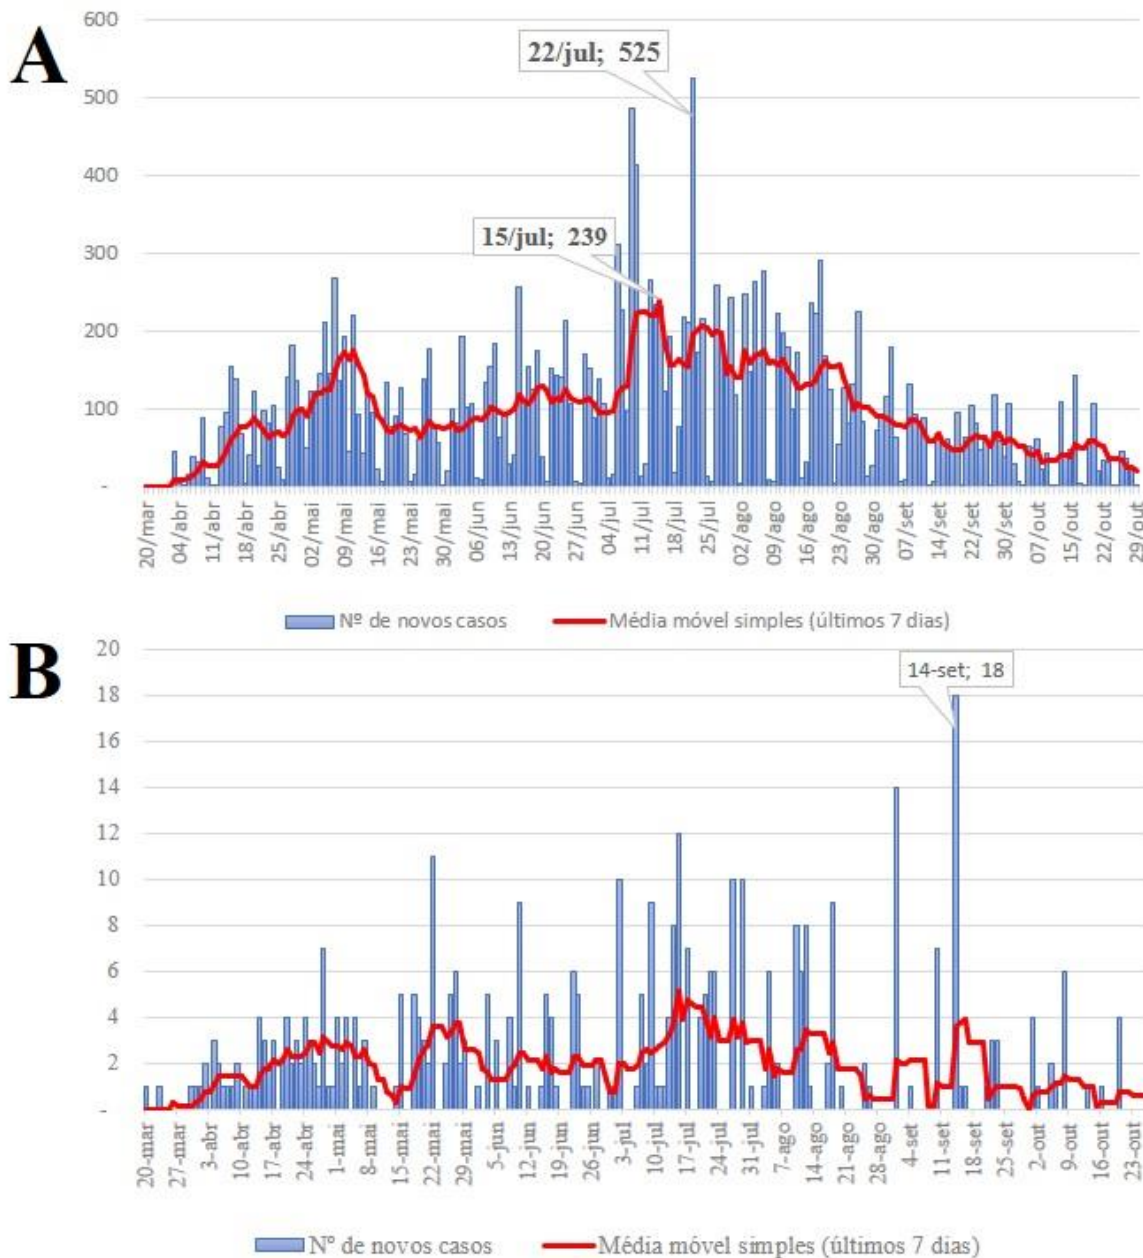 A
600
500
400
300
200
100
-
22/jul; 525
15/jul; 239
20/mar
04/abr
11/abr
18/abr
25/abr
02/mai
09/mai
16/mai
23/mai
30/mai
06/jun
13/jun
20/jun
27/jun
04/jul
11/jul
18/jul
25/jul
02/ago
09/ago
16/ago
23/ago
30/ago
07/set
14/set
22/set
30/set
07/out
15/out
22/out
29/out
Nº de novos casos
Média móvel simples (últimos 7 dias)
B
20
18
16
14
12
10
8
6
4
2
-
14-set; 18
20-mar
27-mar
3-abr
10-abr
17-abr
24-abr
1-mai
8-mai
15-mai
22-mai
29-mai
5-jun
12-jun
19-jun
26-jun
3-jul
10-jul
17-jul
24-jul
31-jul
7-ago
14-ago
21-ago
28-ago
4-set
11-set
18-set
25-set
2-out
9-out
16-out
23-out
Nº de novos casos
Média móvel simples (últimos 7 dias)